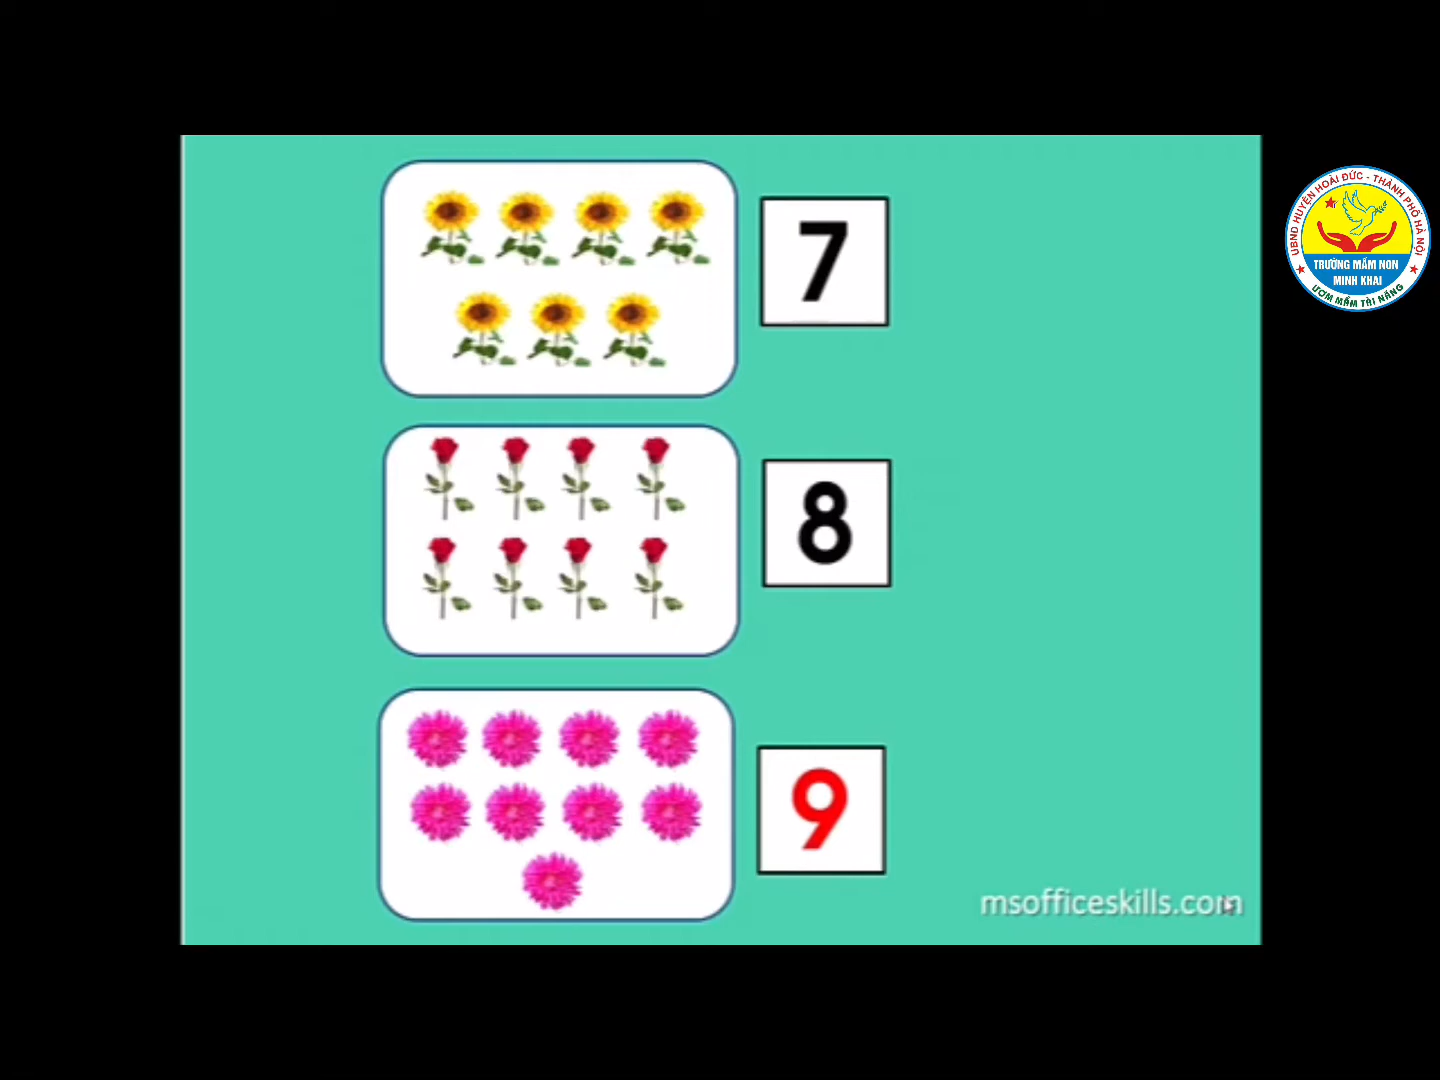 7
8
9
msofficeskills.com
UBND HUYỆN HOÀI ĐỨC - THÀNH PHỐ HÀ NỘI
TRƯỜNG MẦM NON
MINH KHAI
ƯƠM MẦM TÀI NĂNG